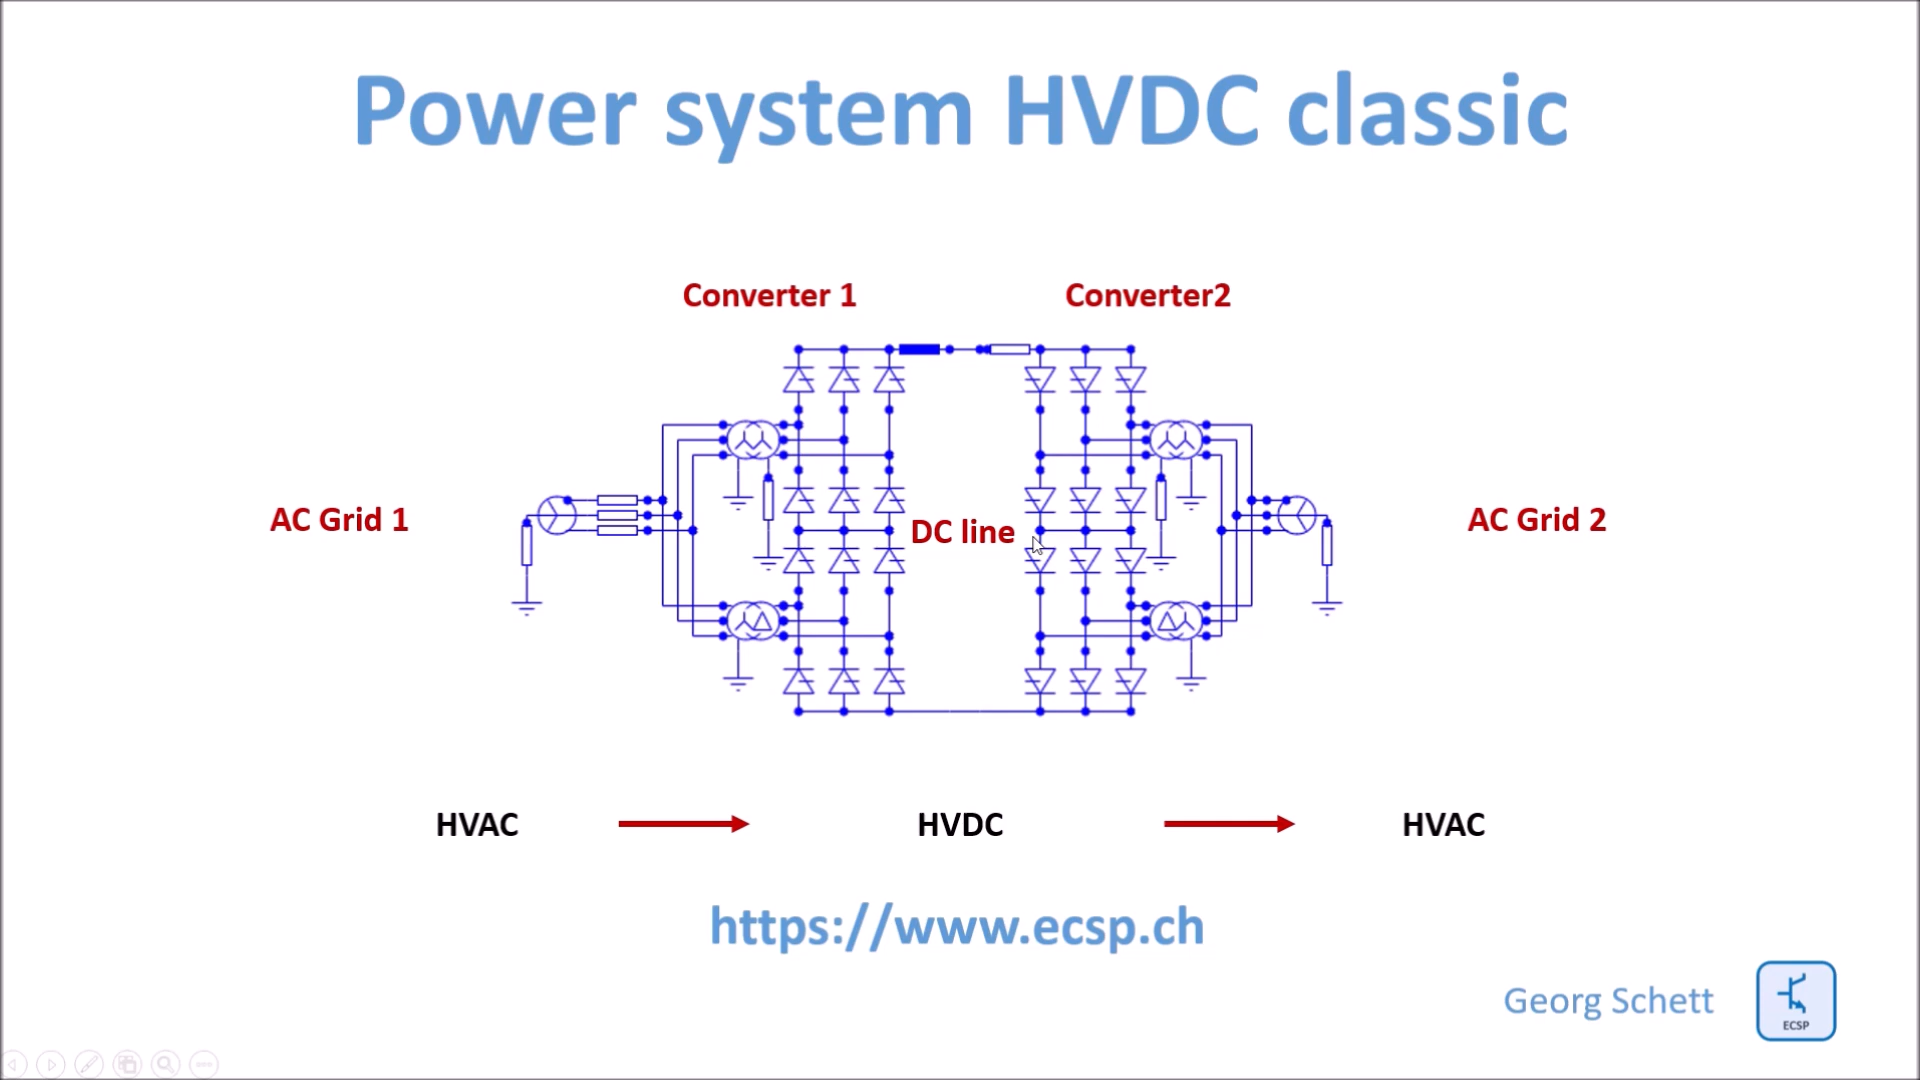 Power system HVDC classic
Converter 1
Converter2
AC Grid 1
DC line
AC Grid 2
HVAC
HVDC
HVAC
https://www.ecsp.ch
Georg Schett
ECSP